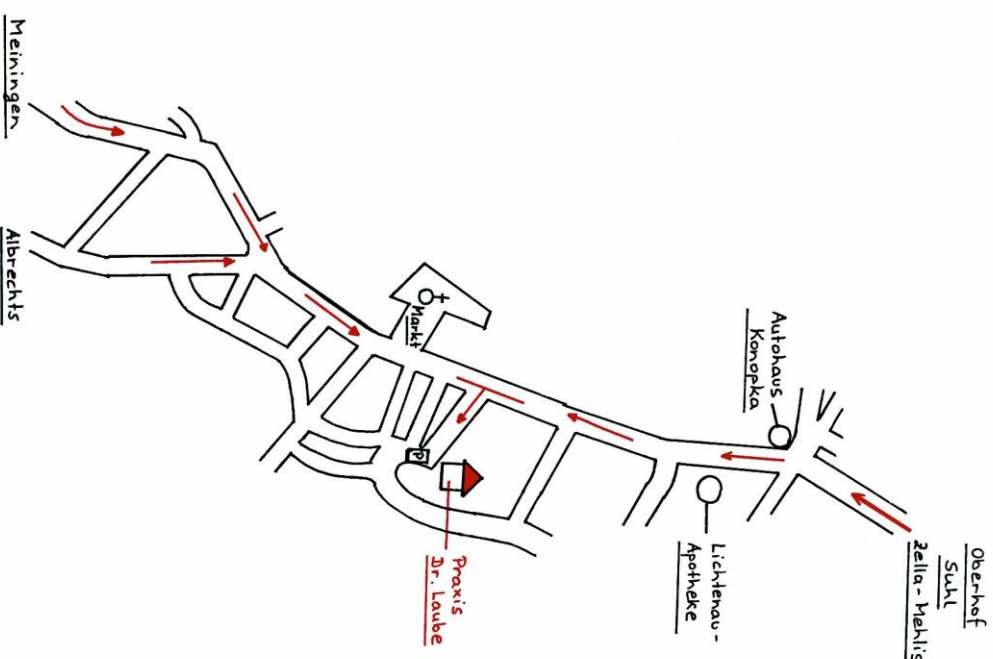 Meiningen
Albrechts
Markt
P
Praxis
Dr. Laube
Autohaus
Konopka
Lichtenau-
Apotheke
Oberhof
Suhl
Zella-Mehlis